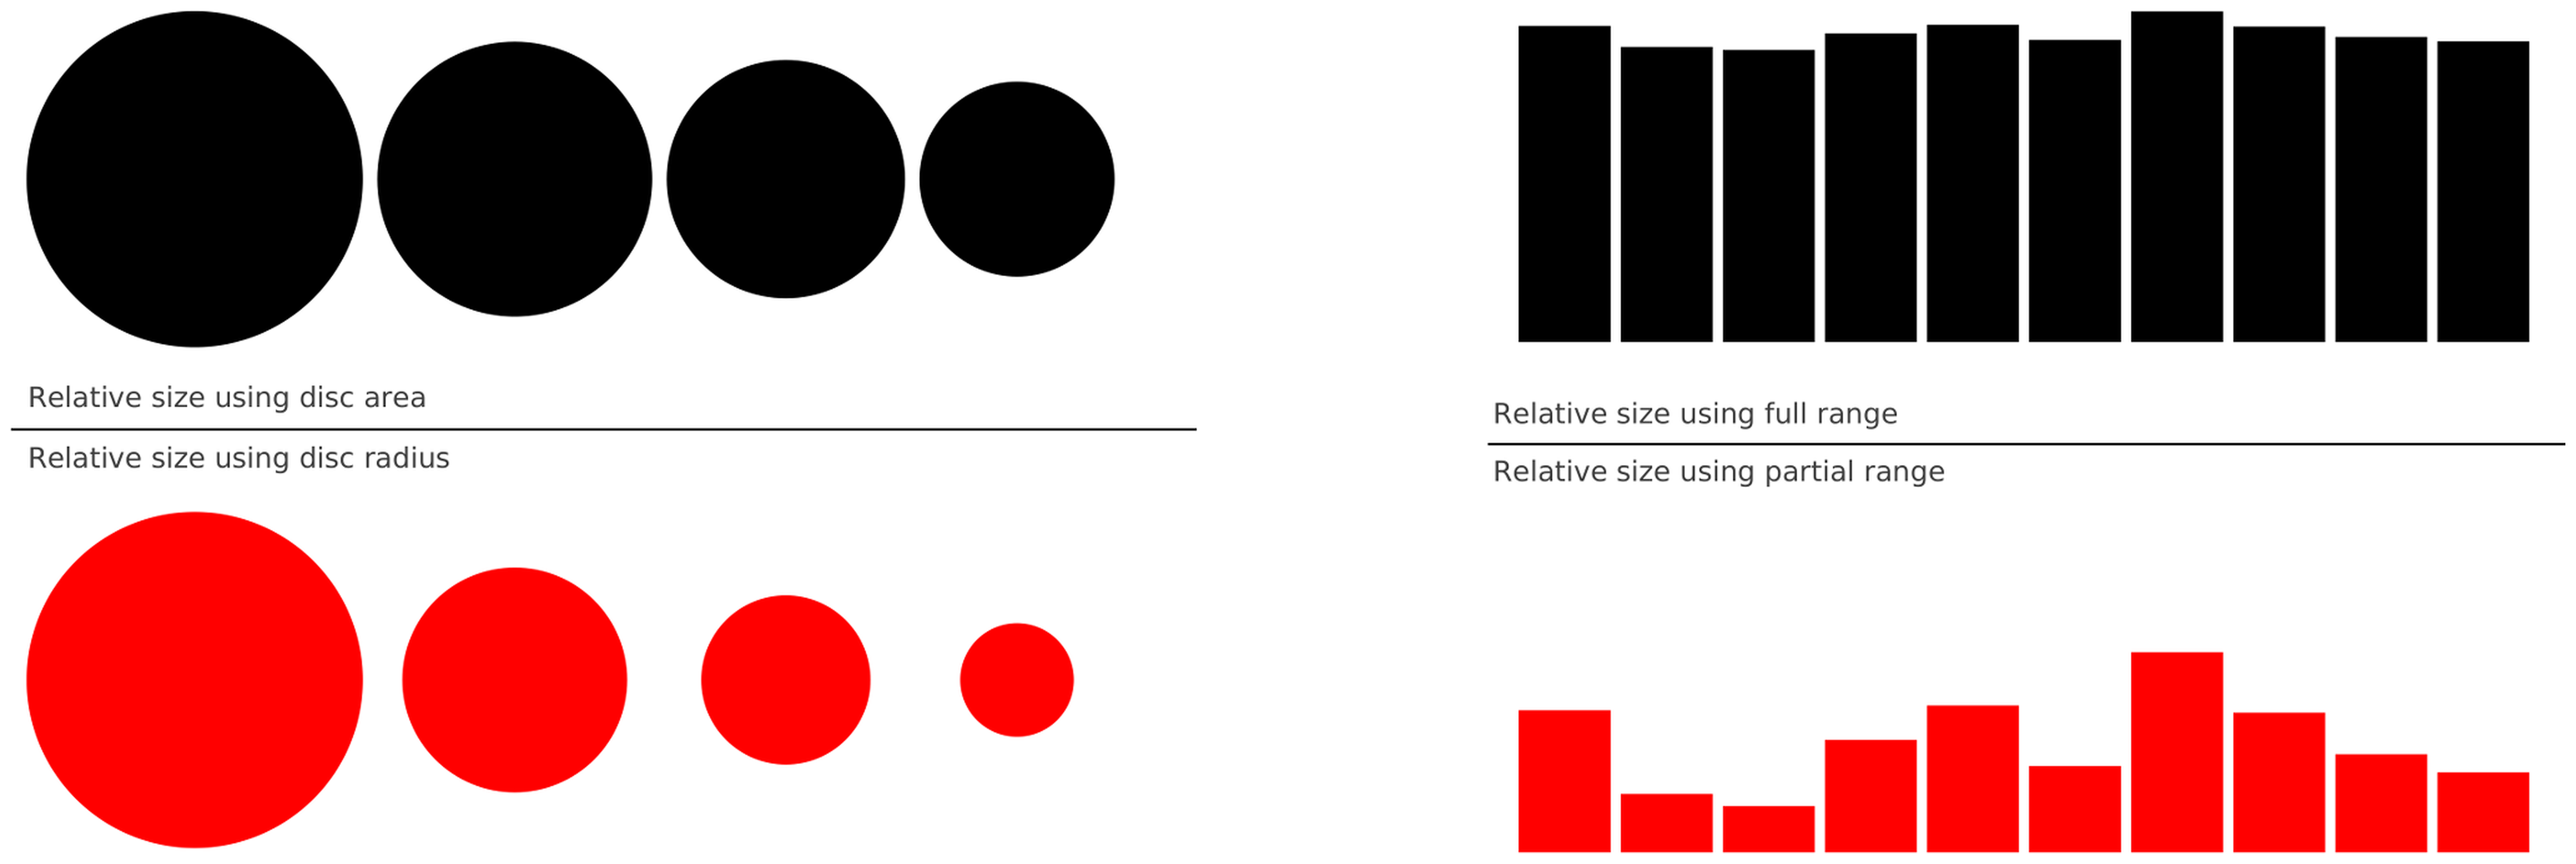 Relative size using disc area
Relative size using disc radius
Relative size using full range
Relative size using partial range